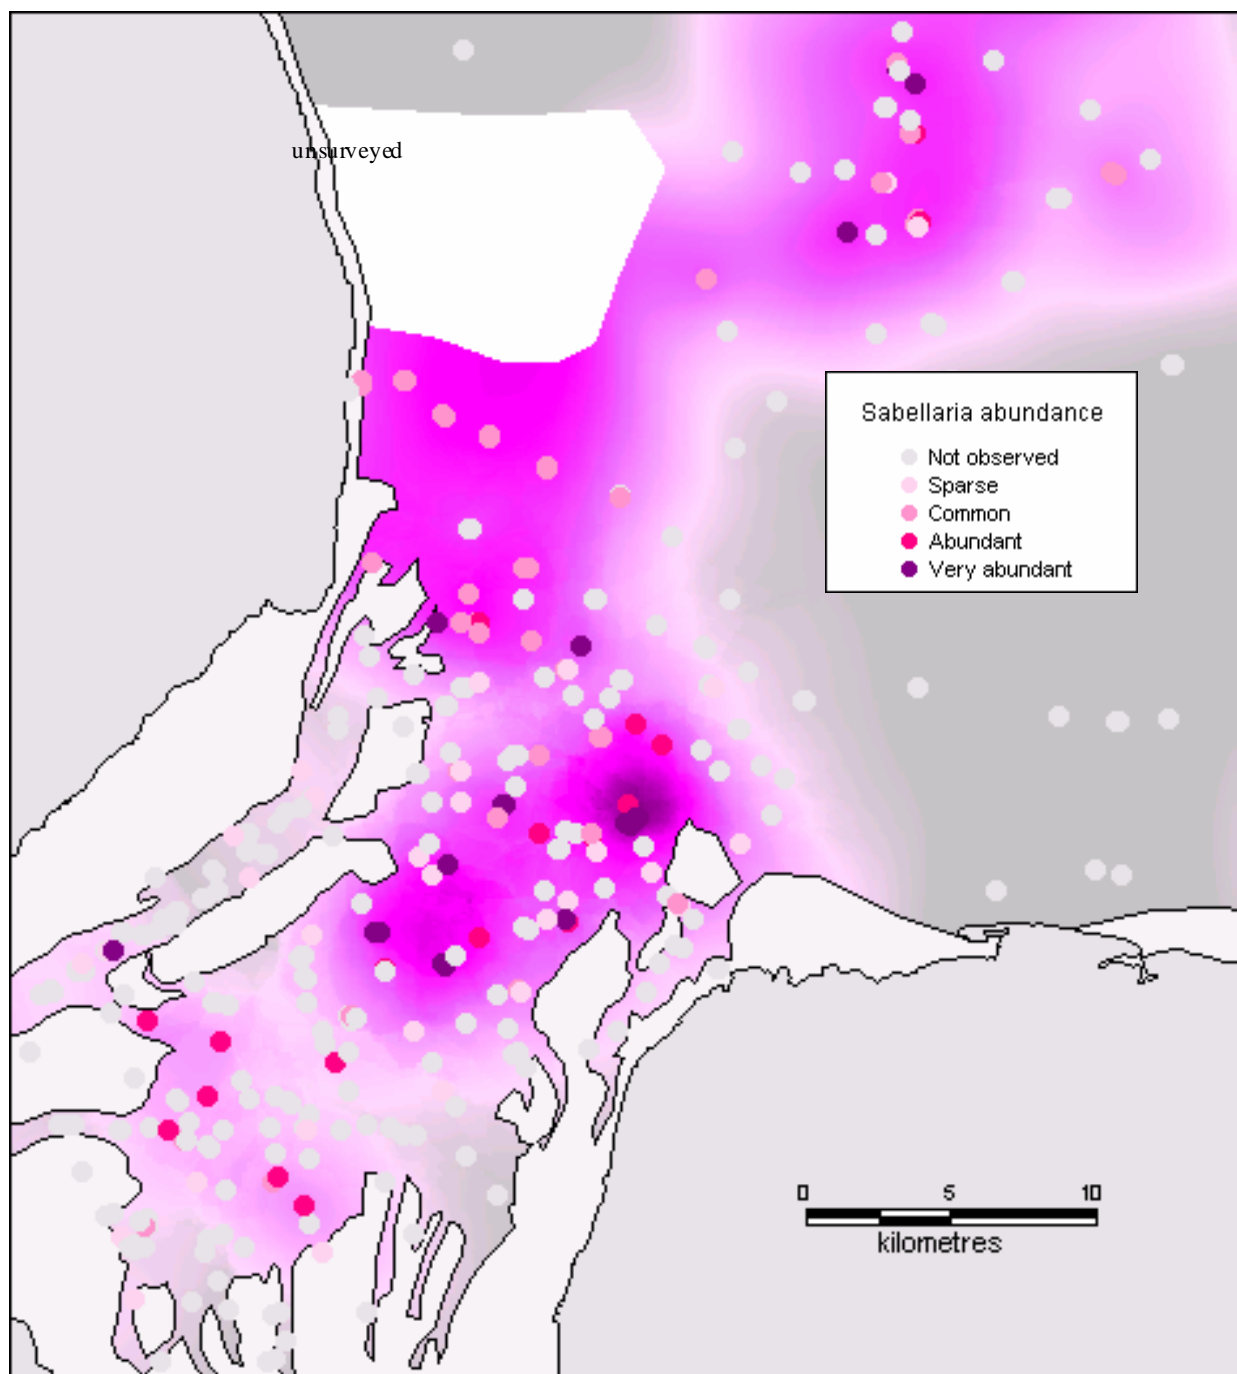 unsurveyed
Sabellaria abundance
Not observed
Sparse
Common
Abundant
Very abundant
0 5 10
kilometres